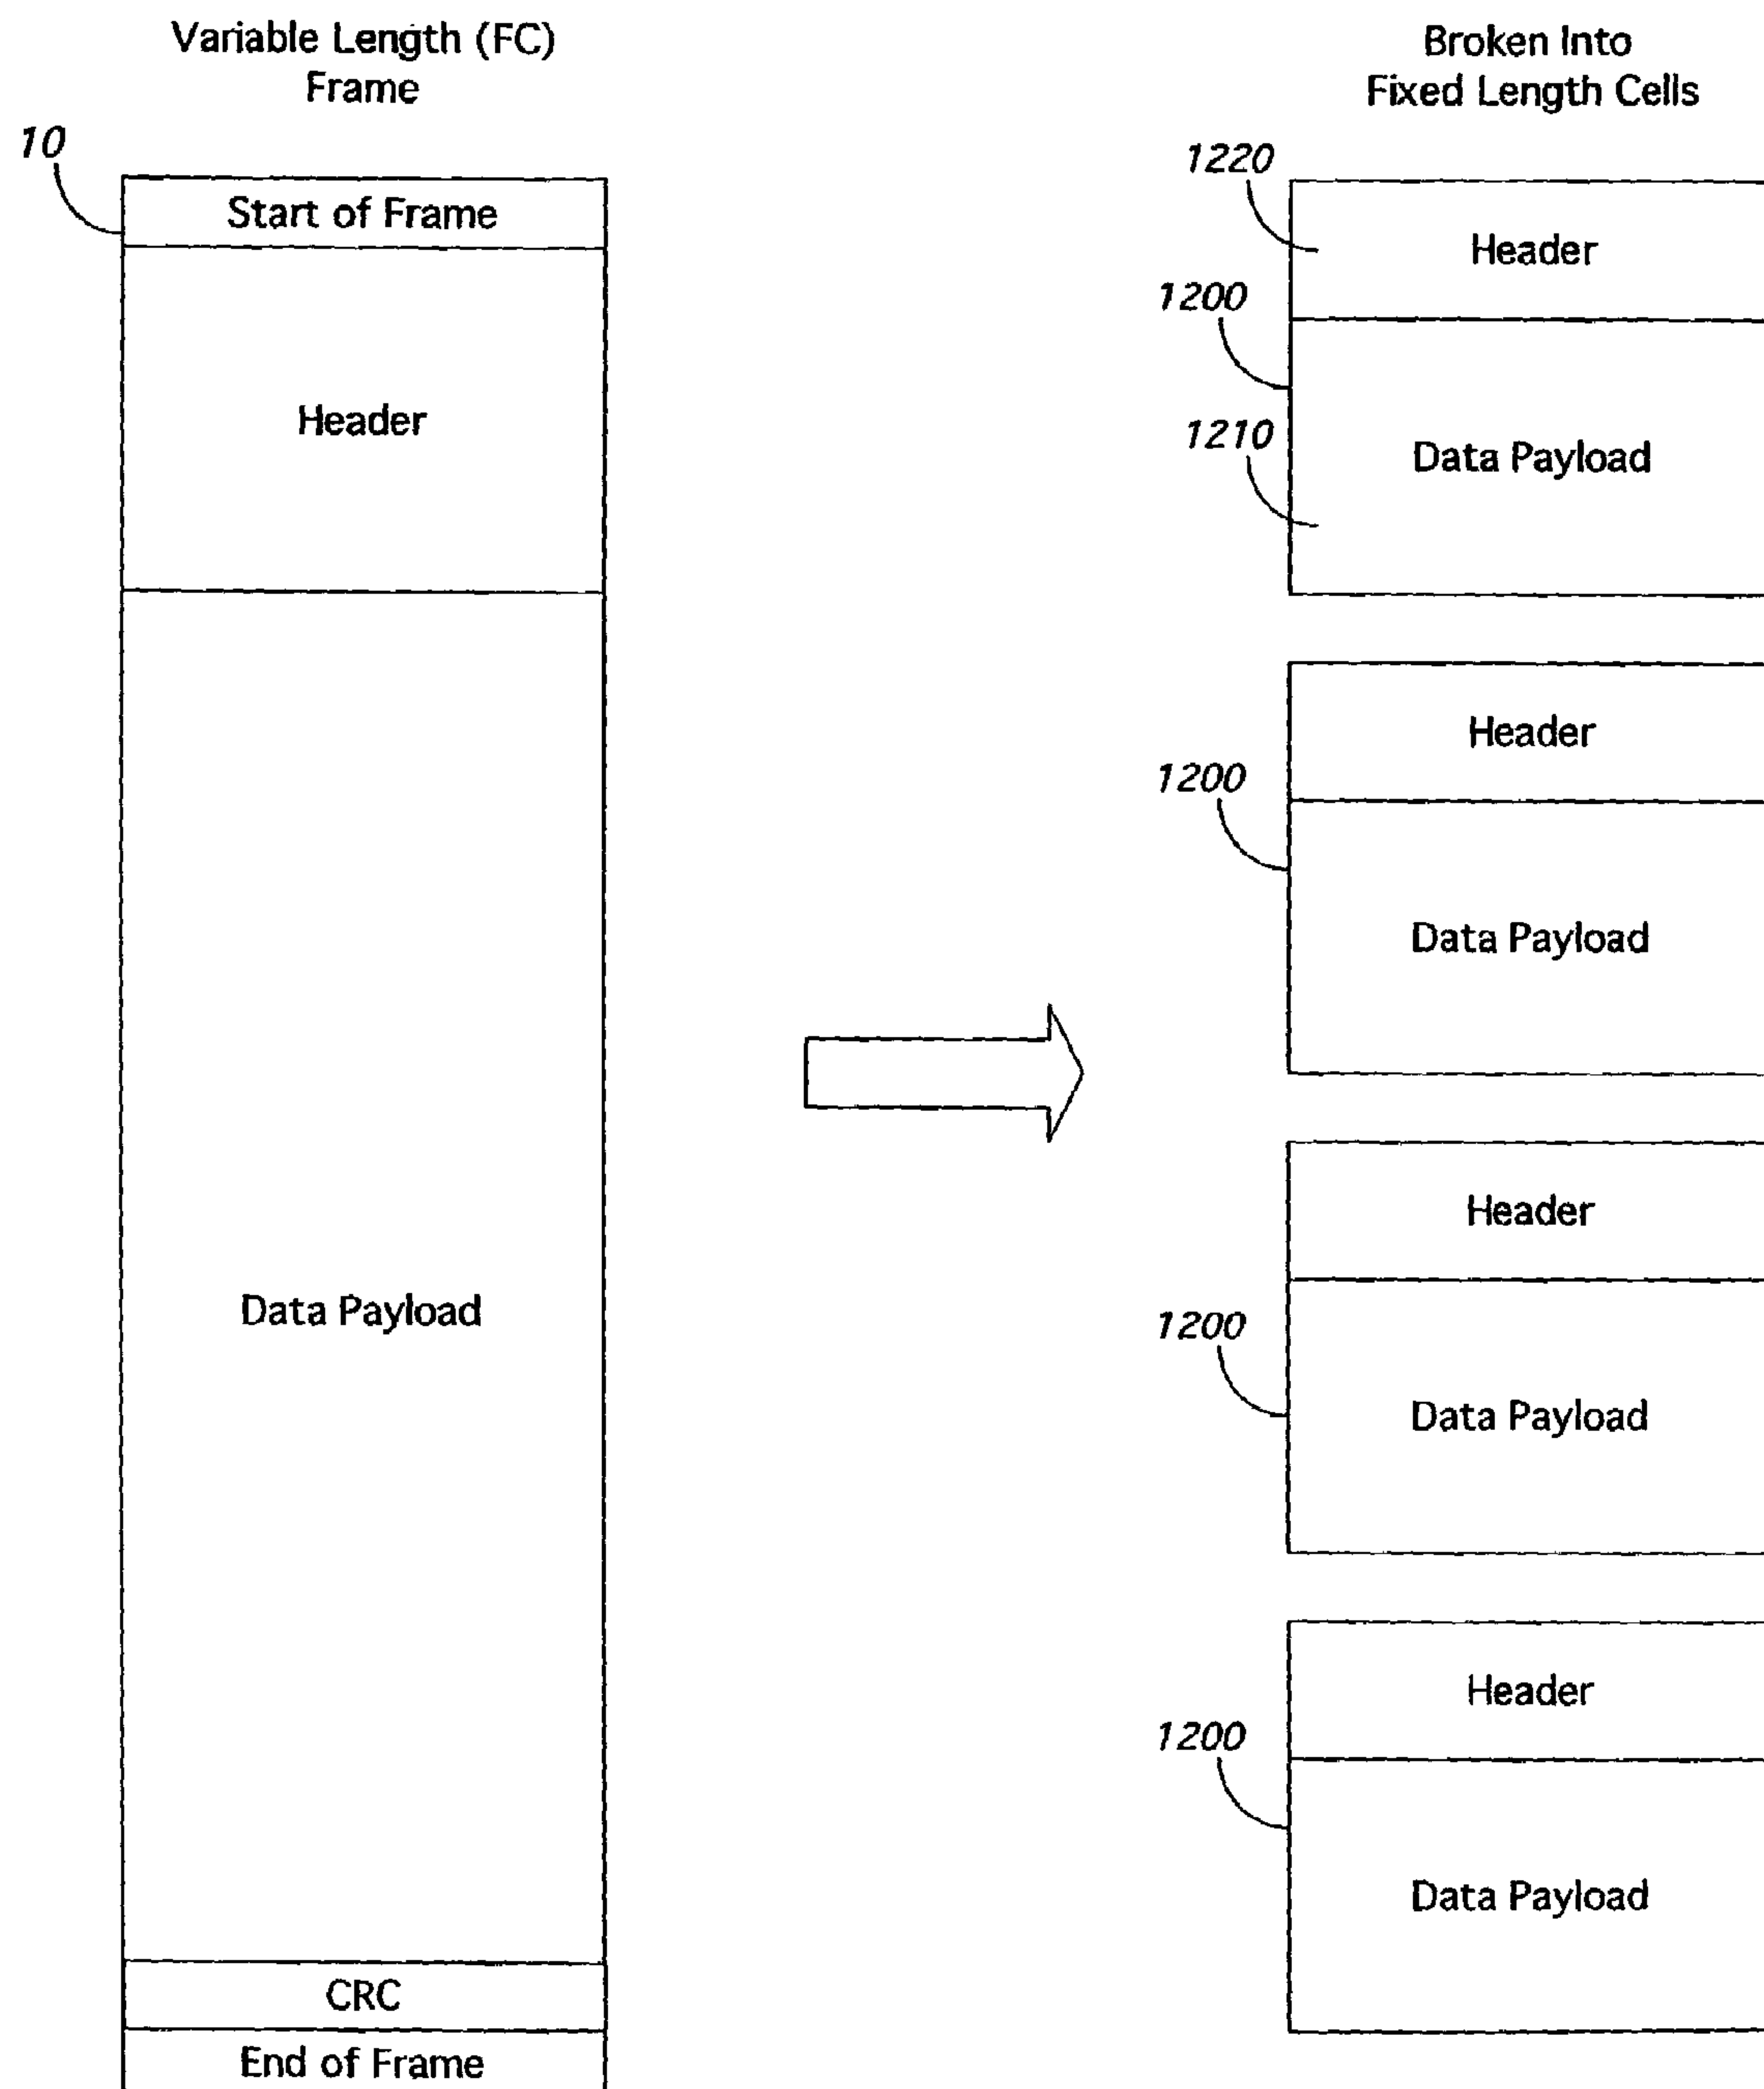 Variable Length (FC)
Frame
10
Start of Frame
Header
Data Payload
CRC
End of Frame
Broken Into
Fixed Length Cells
1220
Header
1200
1210
Data Payload
Header
1200
Data Payload
Header
1200
Data Payload
Header
1200
Data Payload